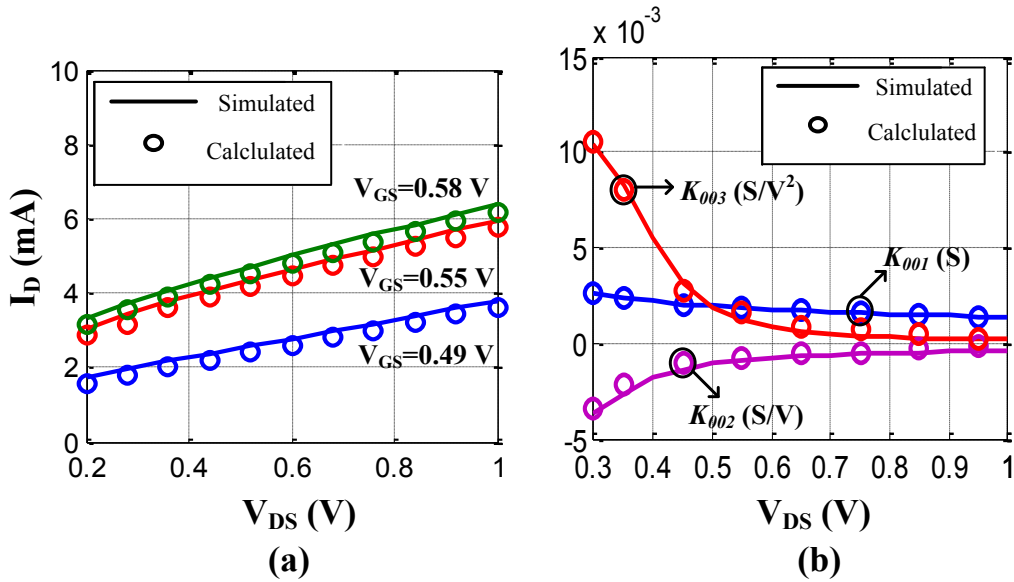 10
8
6
4
2
0
0.2
0.4
0.6
0.8
1
I_D (mA)
V_DS (V)
Simulated
Calclulated
V_GS=0.58 V
V_GS=0.55 V
V_GS=0.49 V
(a)
x 10^-3
15
10
5
0
-5
0.3
0.4
0.5
0.6
0.7
0.8
0.9
1
V_DS (V)
Simulated
Calclulated
K_003 (S/V^2)
K_001 (S)
K_002 (S/V)
(b)